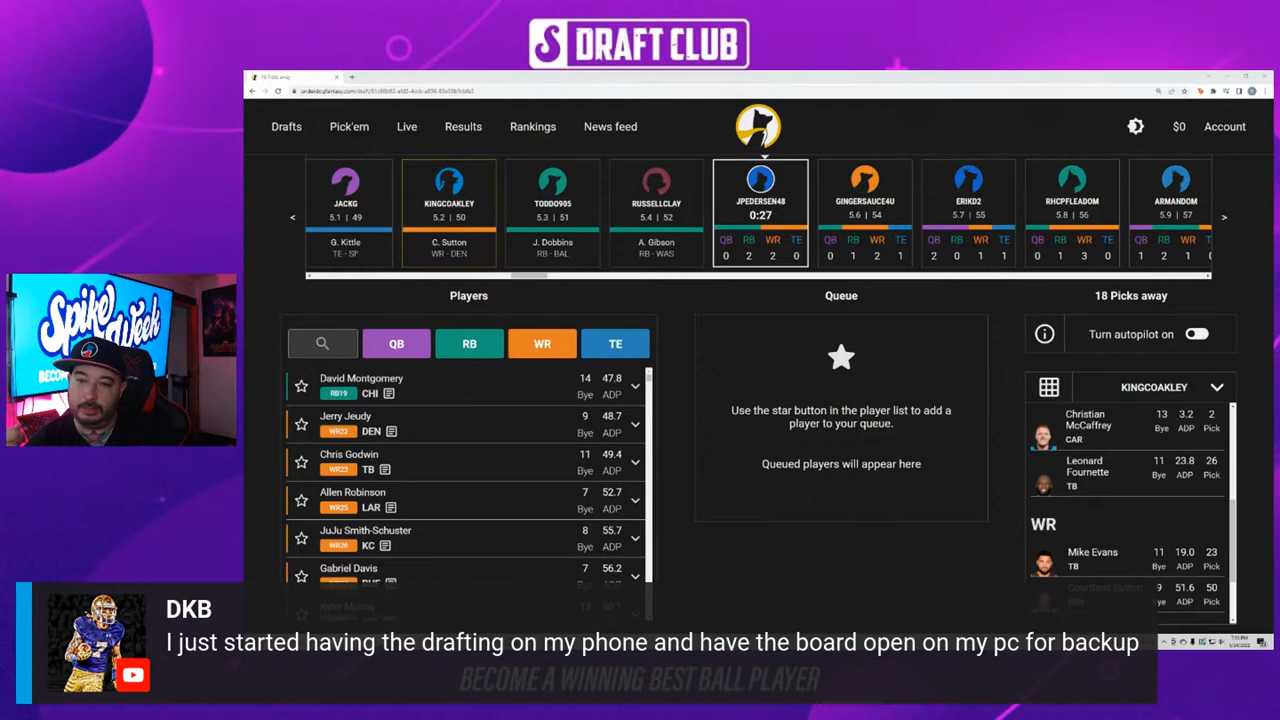 DRAFT CLUB
18 Picks away
Drafts Pick'em Live Results Rankings News feed $0 Account
JACKG KINGCOAKLEY TODDO905 RUSSELLCLAY JPEDERSEN48 GINGERSAUCE4U ERIKD2 RHCPFLEADOM ARMANDOM
5.1 | 49 5.2 | 50 5.3 | 51 5.4 | 52 0:27 5.6 | 54 5.7 | 55 5.8 | 56 5.9 | 57
G. Kittle C. Sutton J. Dobbins A. Gibson QB RB WR TE QB RB WR TE QB RB WR TE QB RB WR TE QB RB WR
TE - SF WR - DEN RB - BAL RB - WAS 0 2 2 0 0 1 2 1 2 0 1 1 0 1 3 0 1 2 1
Players Queue 18 Picks away
QB RB WR TE
Turn autopilot on
KINGCOAKLEY
David Montgomery 14 47.8
RB19 CHI Bye ADP
Jerry Jeudy 9 48.7
WR22 DEN Bye ADP
Chris Godwin 11 49.4
WR23 TB Bye ADP
Allen Robinson 7 52.7
WR25 LAR Bye ADP
JuJu Smith-Schuster 8 55.7
WR26 KC Bye ADP
Gabriel Davis 7 56.2
Bye ADP
Use the star button in the player list to add a
player to your queue.
Queued players will appear here
Christian McCaffrey 13 3.2 2
CAR Bye ADP Pick
Leonard Fournette 11 23.8 26
TB Bye ADP Pick
WR
Mike Evans 11 19.0 23
TB Bye ADP Pick
Courtland Sutton 9 51.6 50
Bye ADP Pick
Spike Week
DKB
I just started having the drafting on my phone and have the board open on my pc for backup
BECOME A WINNING BEST BALL PLAYER